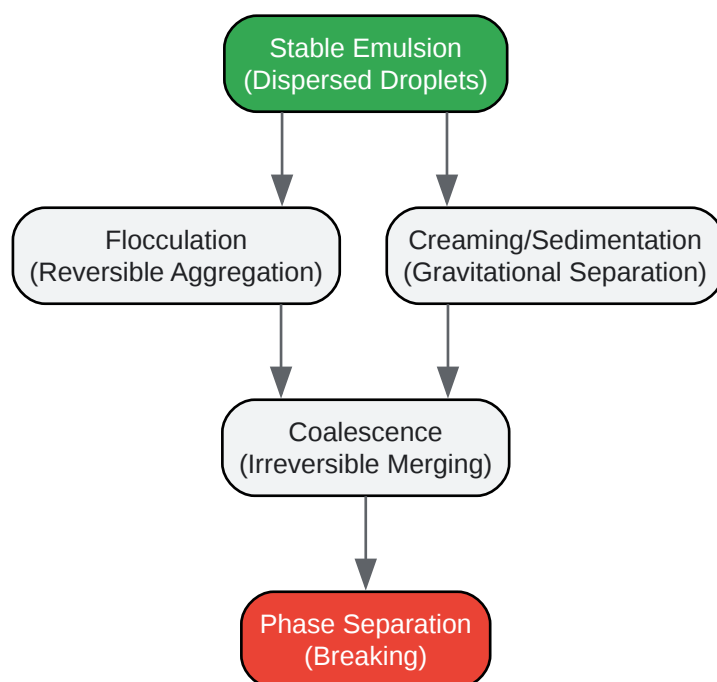 Stable Emulsion
(Dispersed Droplets)
Flocculation
(Reversible Aggregation)
Creaming/Sedimentation
(Gravitational Separation)
Coalescence
(Irreversible Merging)
Phase Separation
(Breaking)